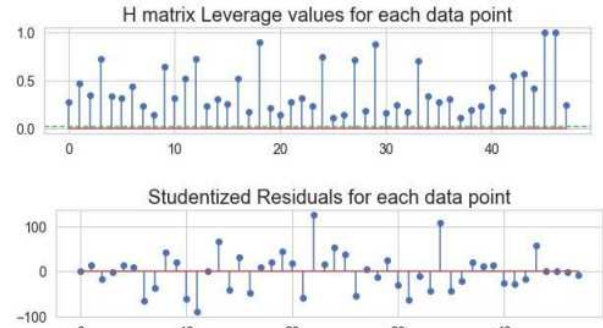 H matrix Leverage values for each data point
1.0
0.5
0.0
0 10 20 30 40
Studentized Residuals for each data point
100
0
−100